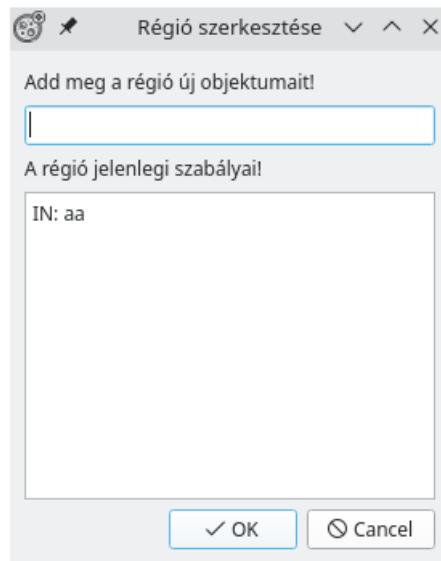 Régió szerkesztése
Add meg a régió új objektumait!
A régió jelenlegi szabályai!
IN: aa
OK
Cancel